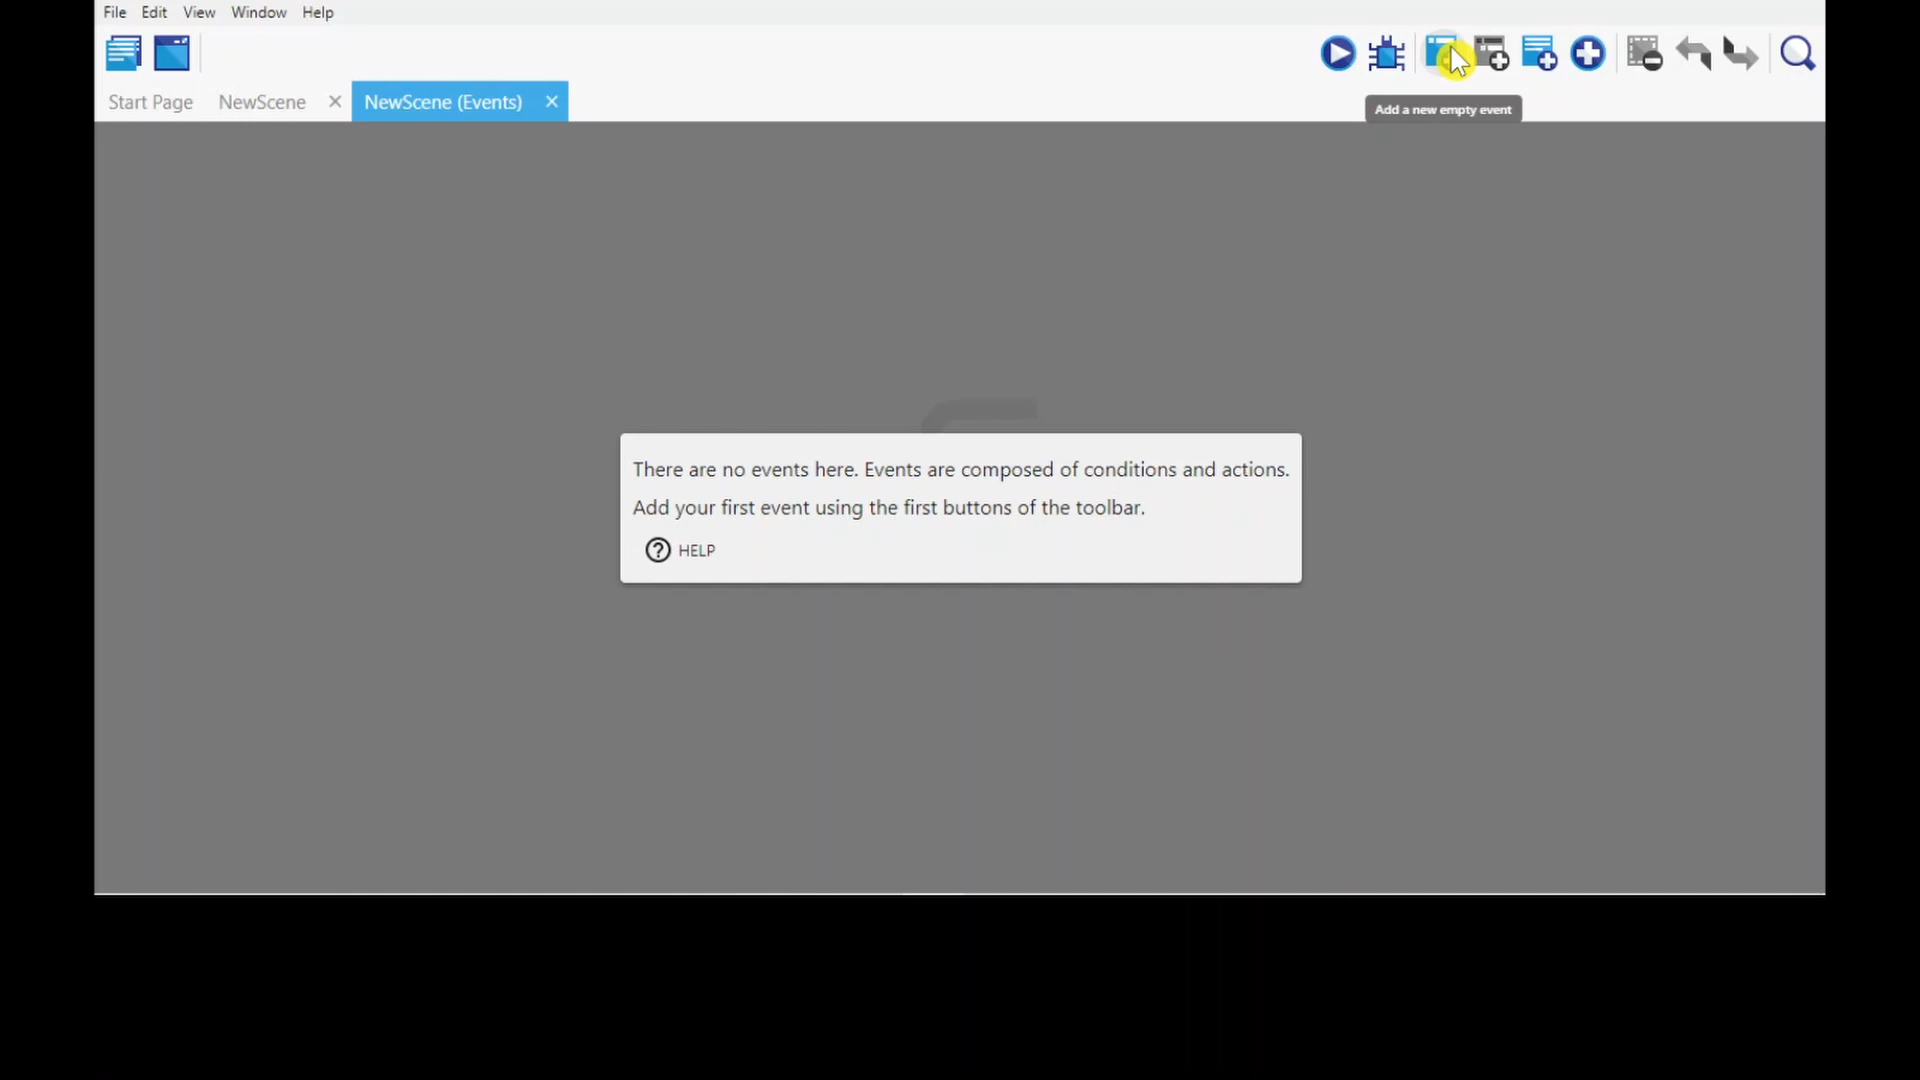 File Edit View Window Help
Start Page NewScene NewScene (Events)
Add a new empty event
There are no events here. Events are composed of conditions and actions.
Add your first event using the first buttons of the toolbar.
HELP